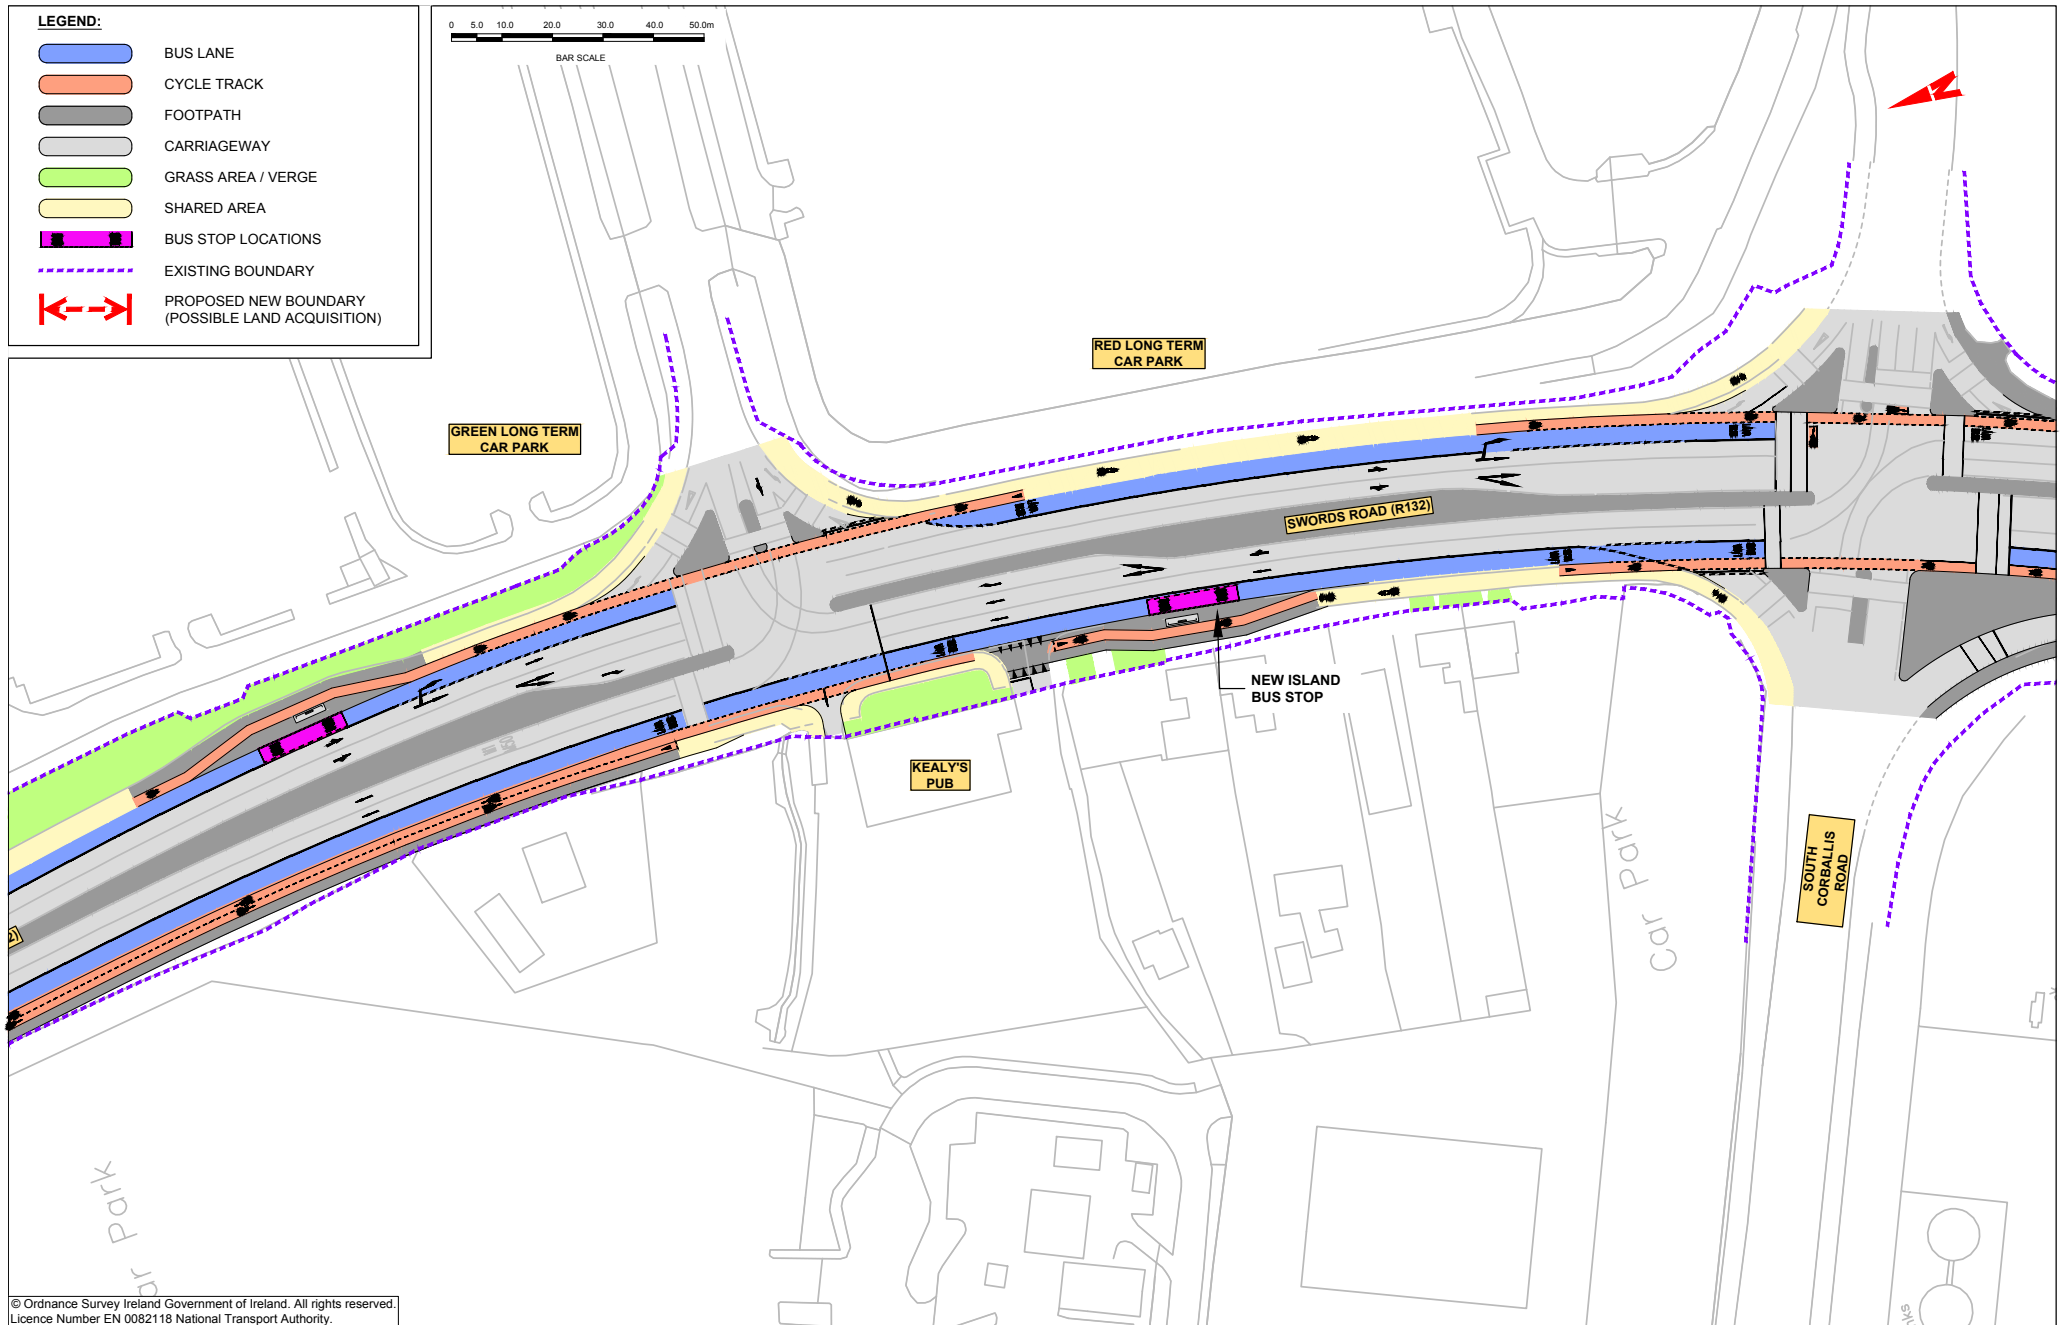 LEGEND:
BUS LANE
CYCLE TRACK
FOOTPATH
CARRIAGEWAY
GRASS AREA / VERGE
SHARED AREA
BUS STOP LOCATIONS
EXISTING BOUNDARY
PROPOSED NEW BOUNDARY
(POSSIBLE LAND ACQUISITION)
0 5.0 10.0 20.0 30.0 40.0 50.0m
BAR SCALE
N
RED LONG TERM
CAR PARK
GREEN LONG TERM
CAR PARK
SWORDS ROAD (R132)
NEW ISLAND
BUS STOP
KEALY'S
PUB
SOUTH
CORBALLIS
ROAD
Car Park
ar Park
2)
nks
© Ordnance Survey Ireland Government of Ireland. All rights reserved.
Licence Number EN 0082118 National Transport Authority.